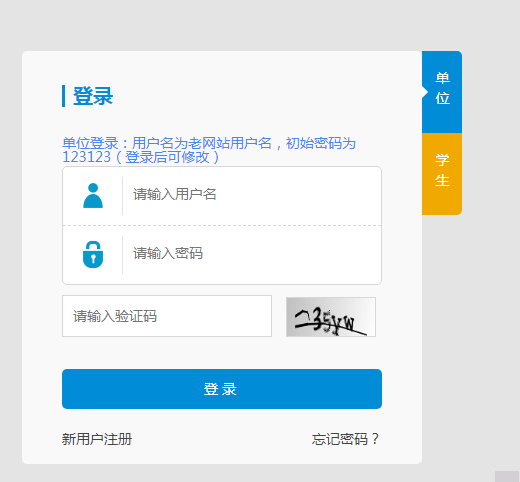 登录
单位登录：用户名为老网站用户名，初始密码为
123123（登录后可修改）
请输入用户名
请输入密码
请输入验证码
登 录
新用户注册
忘记密码？
单位
学生